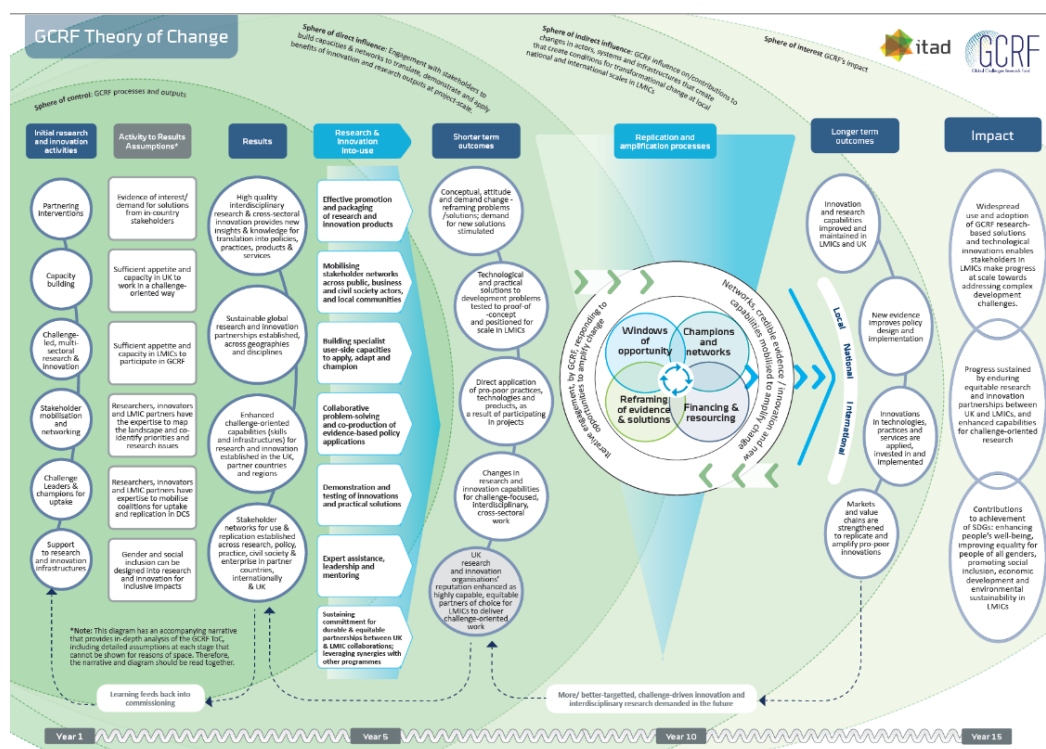 GCRF Theory of Change
Sphere of direct influence: Engagement with stakeholders to
build capacities & networks to translate, demonstrate and apply
benefits of innovation and research outputs at project-scale.
Sphere of indirect influence: GCRF influence on/contributions to
changes in actors, systems and infrastructures that create
that create conditions for transformational change at local
national and international scales in LMICs
Sphere of interest GCRF's impact
itad
GCRF
Global Challenges Research Fund
Sphere of control: GCRF processes and outputs
Initial research
and innovation
activities
Partnering
interventions
Capacity
building
Challenge-
led, multi-
sectoral
research &
innovation
Stakeholder
mobilisation
and
networking
Challenge
Leaders &
champions for
uptake
Support
to research
and innovation
infrastructures
Activity to Results
Assumptions*
Evidence of interest/
demand for solutions
from in-country
stakeholders
Sufficient appetite and
capacity in UK to
work in a challenge-
oriented way
Sufficient appetite and
capacity in LMICs to
participate in GCRF
Researchers, innovators
and LMIC partners have
the expertise to map
the landscape and co-
identify priorities and
research issues
Researchers, innovators
and LMIC partners have
expertise to mobilise
coalitions for uptake
and replication in DCS
Gender and social
inclusion can be
designed into research
and innovation for
inclusive impacts
Results
High quality
interdisciplinary
research & cross-sectoral
innovation provides new
insights & knowledge for
translation into policies,
practices, products &
services
Sustainable global
research and innovation
partnerships established,
across geographies
and disciplines
Enhanced
challenge-oriented
capabilities (skills
and infrastructures) for
research and innovation
established in the UK,
partner countries
and regions
Stakeholder
networks for use &
replication established
across research, policy,
practice, civil society &
enterprise in partner
countries,
internationally
& UK
Research &
Innovation
into-use
Effective promotion
and packaging
of research and
innovation products
Mobilising
stakeholder networks
across public, business
and civil society actors,
and local communities
Building specialist
user-side capacities
to apply, adapt and
champion
Collaborative
problem-solving
and co-production of
evidence-based policy
applications
Demonstration and
testing of innovations
and practical solutions
Expert assistance,
leadership and
mentoring
Sustaining
commitment for
durable & equitable
partnerships between UK
& LMIC collaborations;
leveraging synergies with
other programmes
Shorter term
outcomes
Conceptual, attitude
and demand change -
reframing problems
/solutions; demand
for new solutions
stimulated
Technological
and practical
solutions to
development problems
tested to proof-of
-concept
and positioned for
scale in LMICs
Direct application
of pro-poor practices,
technologies and
products, as
a result of participating
in projects
Changes in
research and
innovation capabilities
for challenge-focused,
interdisciplinary,
cross-sectoral
work
UK
research
and innovation
organisations'
reputation enhanced as
highly capable, equitable
partners of choice for
LMICs to deliver
challenge-oriented
work
Replication and
amplification processes
Iterative engagement, by GCRF, responding to
opportunities to amplify change
Networks, credible evidence / innovation and new
capabilities mobilised to amplify change
Windows
of
opportunity
Champions
and
networks
Reframing
of evidence
& solutions
Financing &
resourcing
Local
National
International
Longer term
outcomes
Innovation
and research
capabilities
improved and
maintained in
LMICs and UK
New evidence
improves policy
design and
implementation
Innovations
in technologies,
practices and
services are
applied,
invested in and
implemented
Markets
and value
chains are
strengthened
to replicate and
amplify pro-poor
innovations
Impact
Widespread
use and adoption
of GCRF research-
based solutions
and technological
innovations enables
stakeholders in
LMICs make progress
at scale towards
addressing complex
development
challenges.
Progress sustained
by enduring
equitable research
and innovation
partnerships between
UK and LMICs, and
enhanced capabilities
for challenge-oriented
research
Contributions
to achievement
of SDGs: enhancing
people's well-being,
improving equality for
people of all genders,
promoting social
inclusion, economic
development and
environmental
sustainability in
LMICs
*Note: This diagram has an accompanying narrative
that provides in-depth analysis of the GCRF ToC,
including detailed assumptions at each stage that
cannot be shown for reasons of space. Therefore,
the narrative and diagram should be read together.
Learning feeds back into
commissioning
More/ better-targetted, challenge-driven innovation and
interdisciplinary research demanded in the future
Year 1
Year 5
Year 10
Year 15